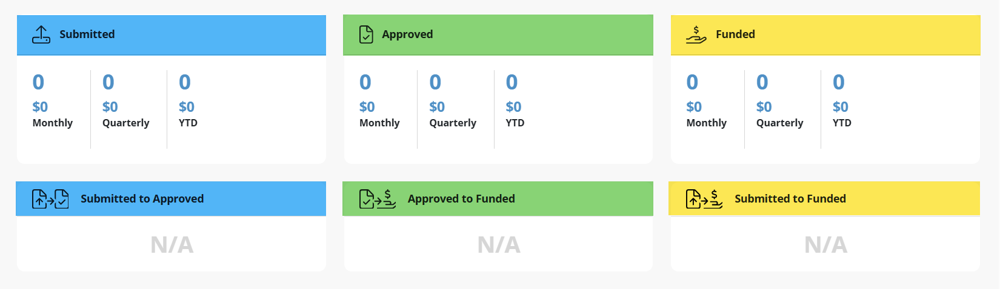 Submitted
0 0 0
$0 $0 $0
Monthly Quarterly YTD
Approved
0 0 0
$0 $0 $0
Monthly Quarterly YTD
$
Funded
0 0 0
$0 $0 $0
Monthly Quarterly YTD
Submitted to Approved
N/A
$
Approved to Funded
N/A
$
Submitted to Funded
N/A